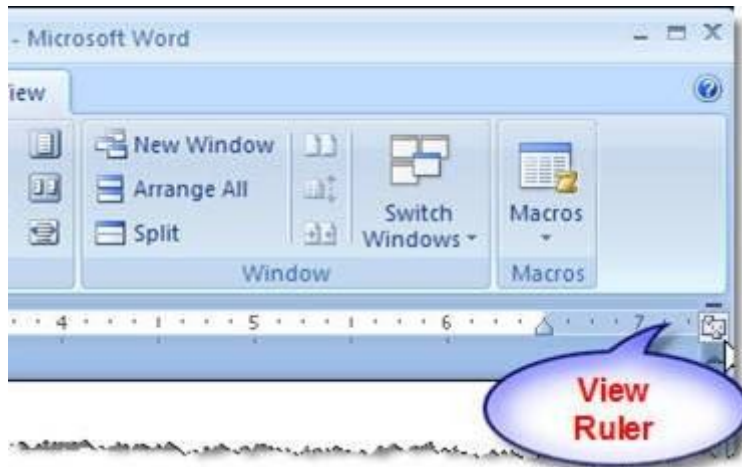 - Microsoft Word
iew
New Window
Arrange All
Split
Switch
Windows
Macros
Window
Macros
4 5 6 7
View
Ruler